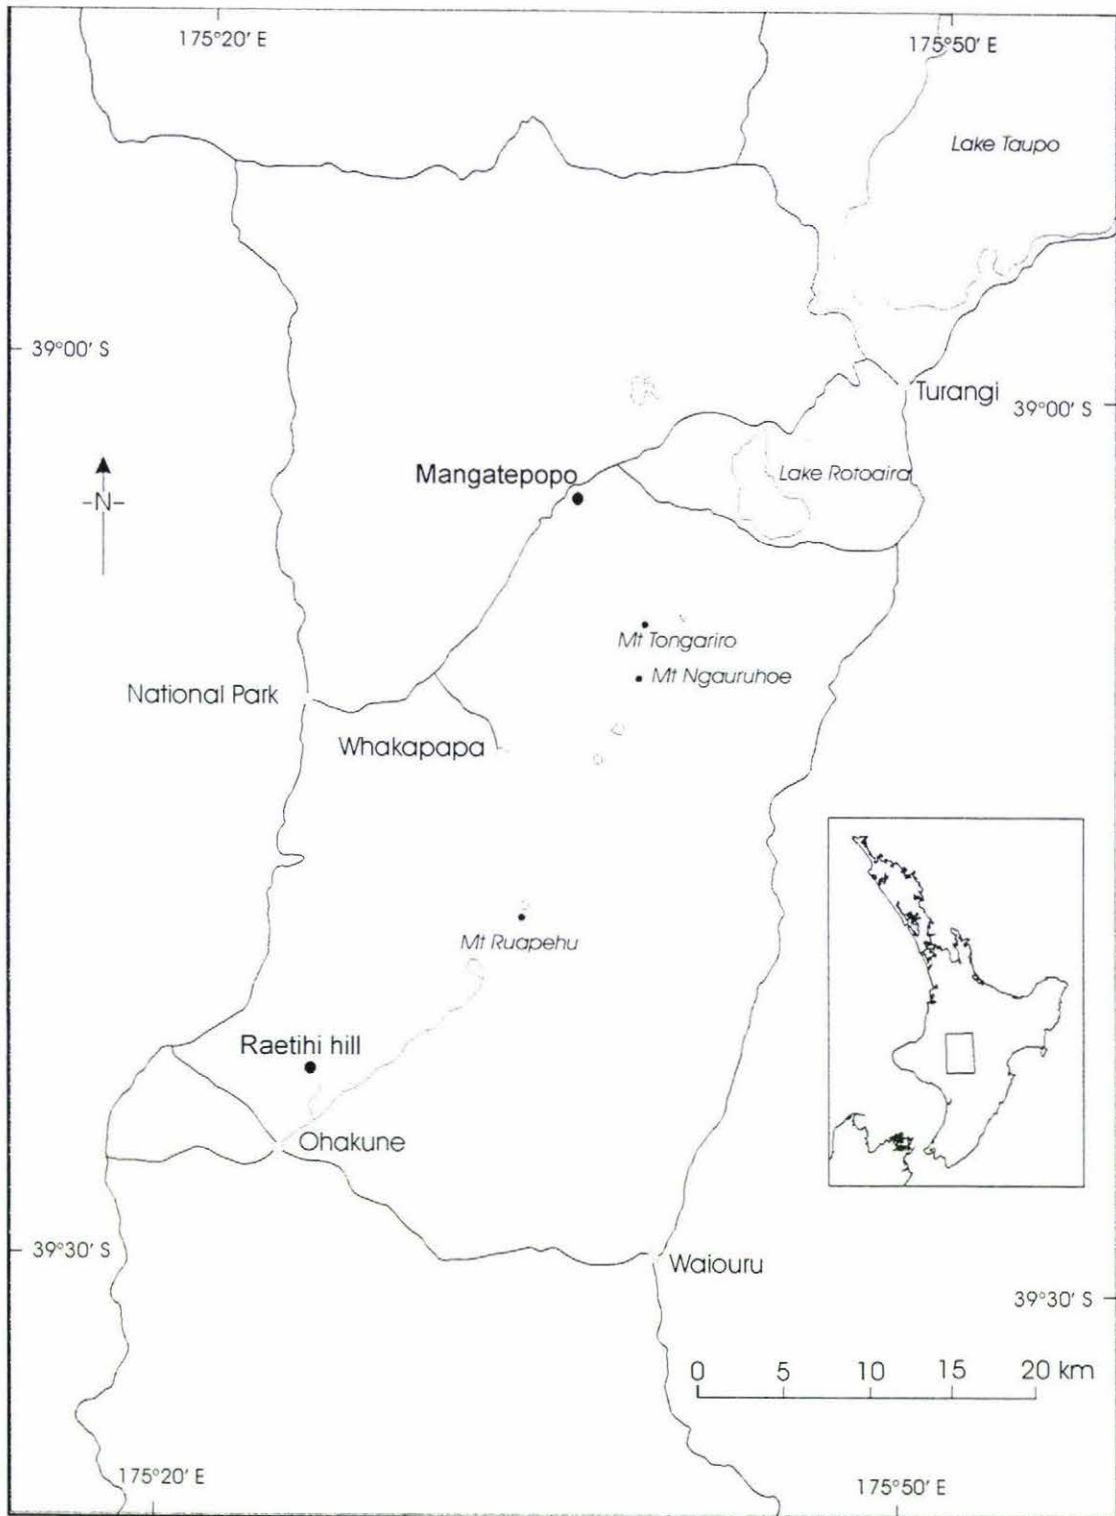 175°20' E
175°50' E
Lake Taupo
39°00' S
Turangi
39°00' S
Mangatepopo
Lake Rotoaira
-N-
Mt Tongariro
Mt Ngauruhoe
National Park
Whakapapa
Mt Ruapehu
Raetihi hill
Ohakune
39°30' S
Waiouru
39°30' S
0 5 10 15 20 km
175°20' E
175°50' E